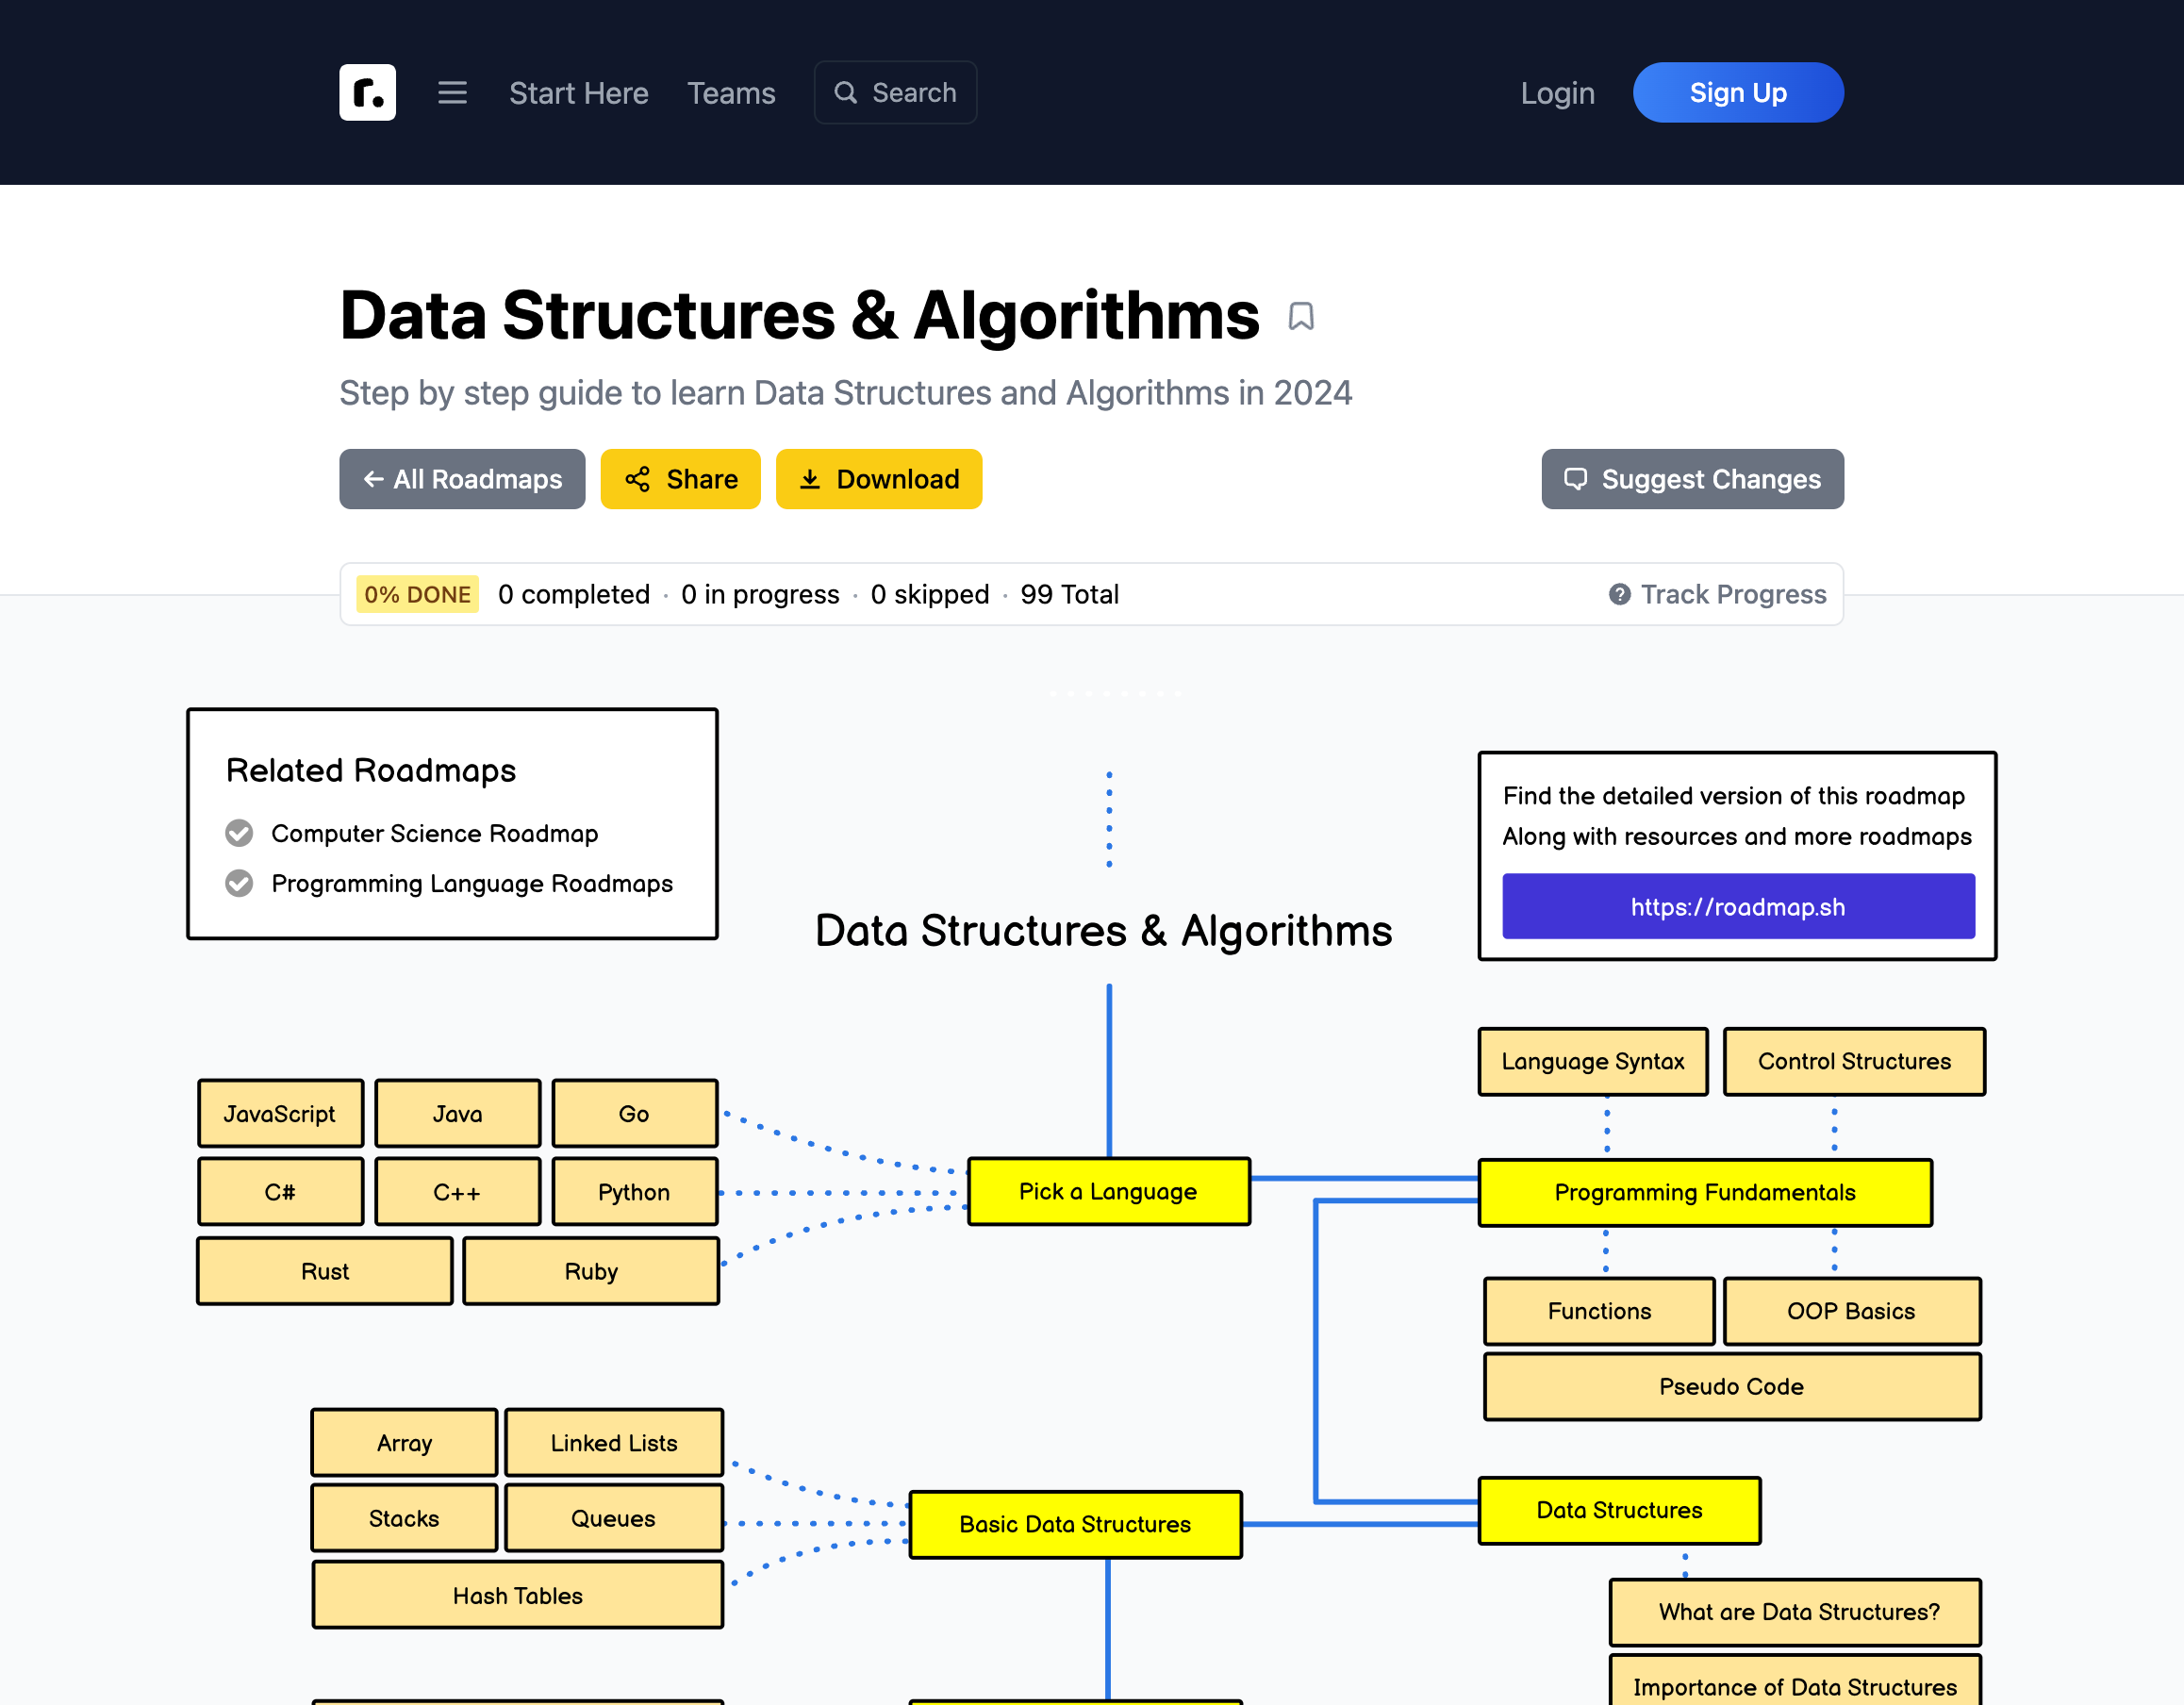 r.
Start Here
Teams
Search
Login
Sign Up
Data Structures & Algorithms
Step by step guide to learn Data Structures and Algorithms in 2024
All Roadmaps
Share
Download
Suggest Changes
0% DONE 0 completed · 0 in progress · 0 skipped · 99 Total
Track Progress
Related Roadmaps
Computer Science Roadmap
Programming Language Roadmaps
Find the detailed version of this roadmap
Along with resources and more roadmaps
https://roadmap.sh
Data Structures & Algorithms
Language Syntax
Control Structures
JavaScript
Java
Go
C#
C++
Python
Rust
Ruby
Pick a Language
Programming Fundamentals
Functions
OOP Basics
Pseudo Code
Array
Linked Lists
Stacks
Queues
Hash Tables
Basic Data Structures
Data Structures
What are Data Structures?
Importance of Data Structures